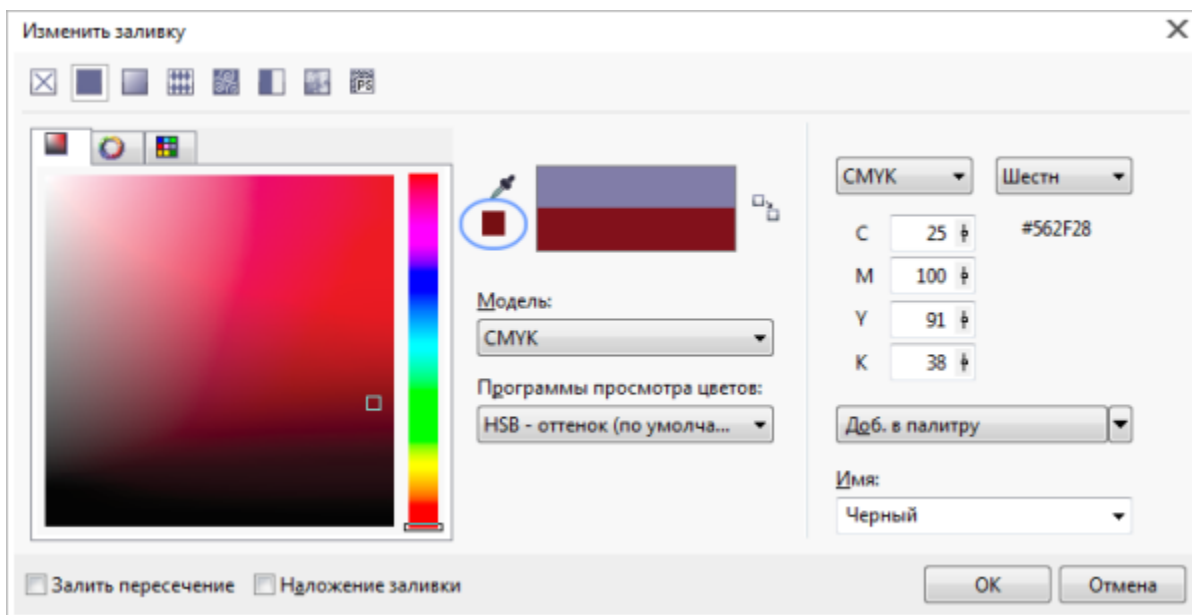 Изменить заливку
PS
CMYK
Шестн
C 25 #562F28
M 100
Y 91
K 38
Модель:
CMYK
Программы просмотра цветов:
HSB - оттенок (по умолча...
Доб. в палитру
Имя:
Черный
Залить пересечение
Наложение заливки
OK
Отмена